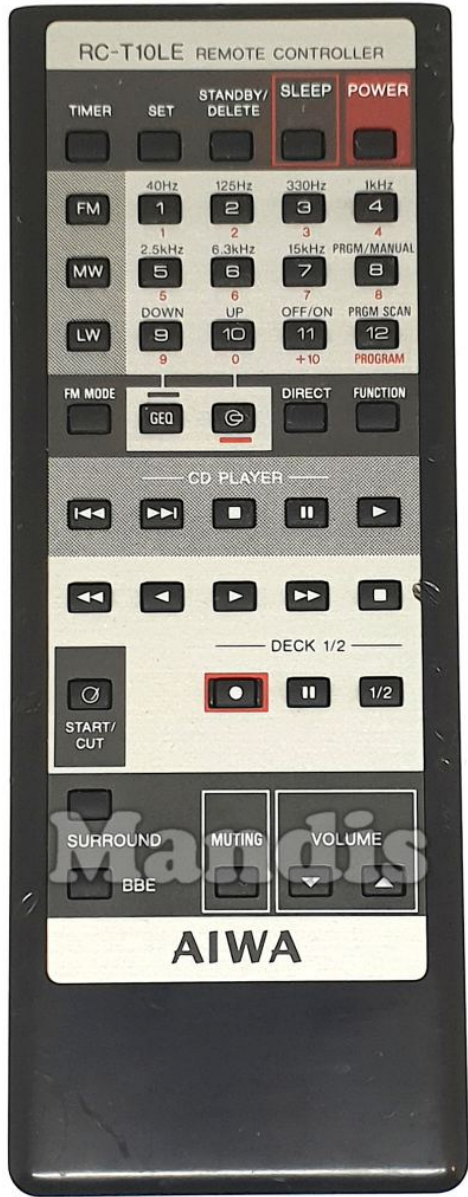 RC-T10LE REMOTE CONTROLLER
TIMER SET STANDBY/ DELETE SLEEP POWER
40Hz 125Hz 330Hz 1kHz
FM 1 2 3 4
1 2 3 4
2.5kHz 6.3kHz 15kHz PRGM/MANUAL
MW 5 6 7 8
5 6 7 8
DOWN UP OFF/ON PRGM SCAN
LW 9 10 11 12
9 0 +10 PROGRAM
FM MODE DIRECT FUNCTION
GEQ
CD PLAYER
DECK 1/2
1/2
START/
CUT
SURROUND MUTING VOLUME
Mandis
BBE
AIWA